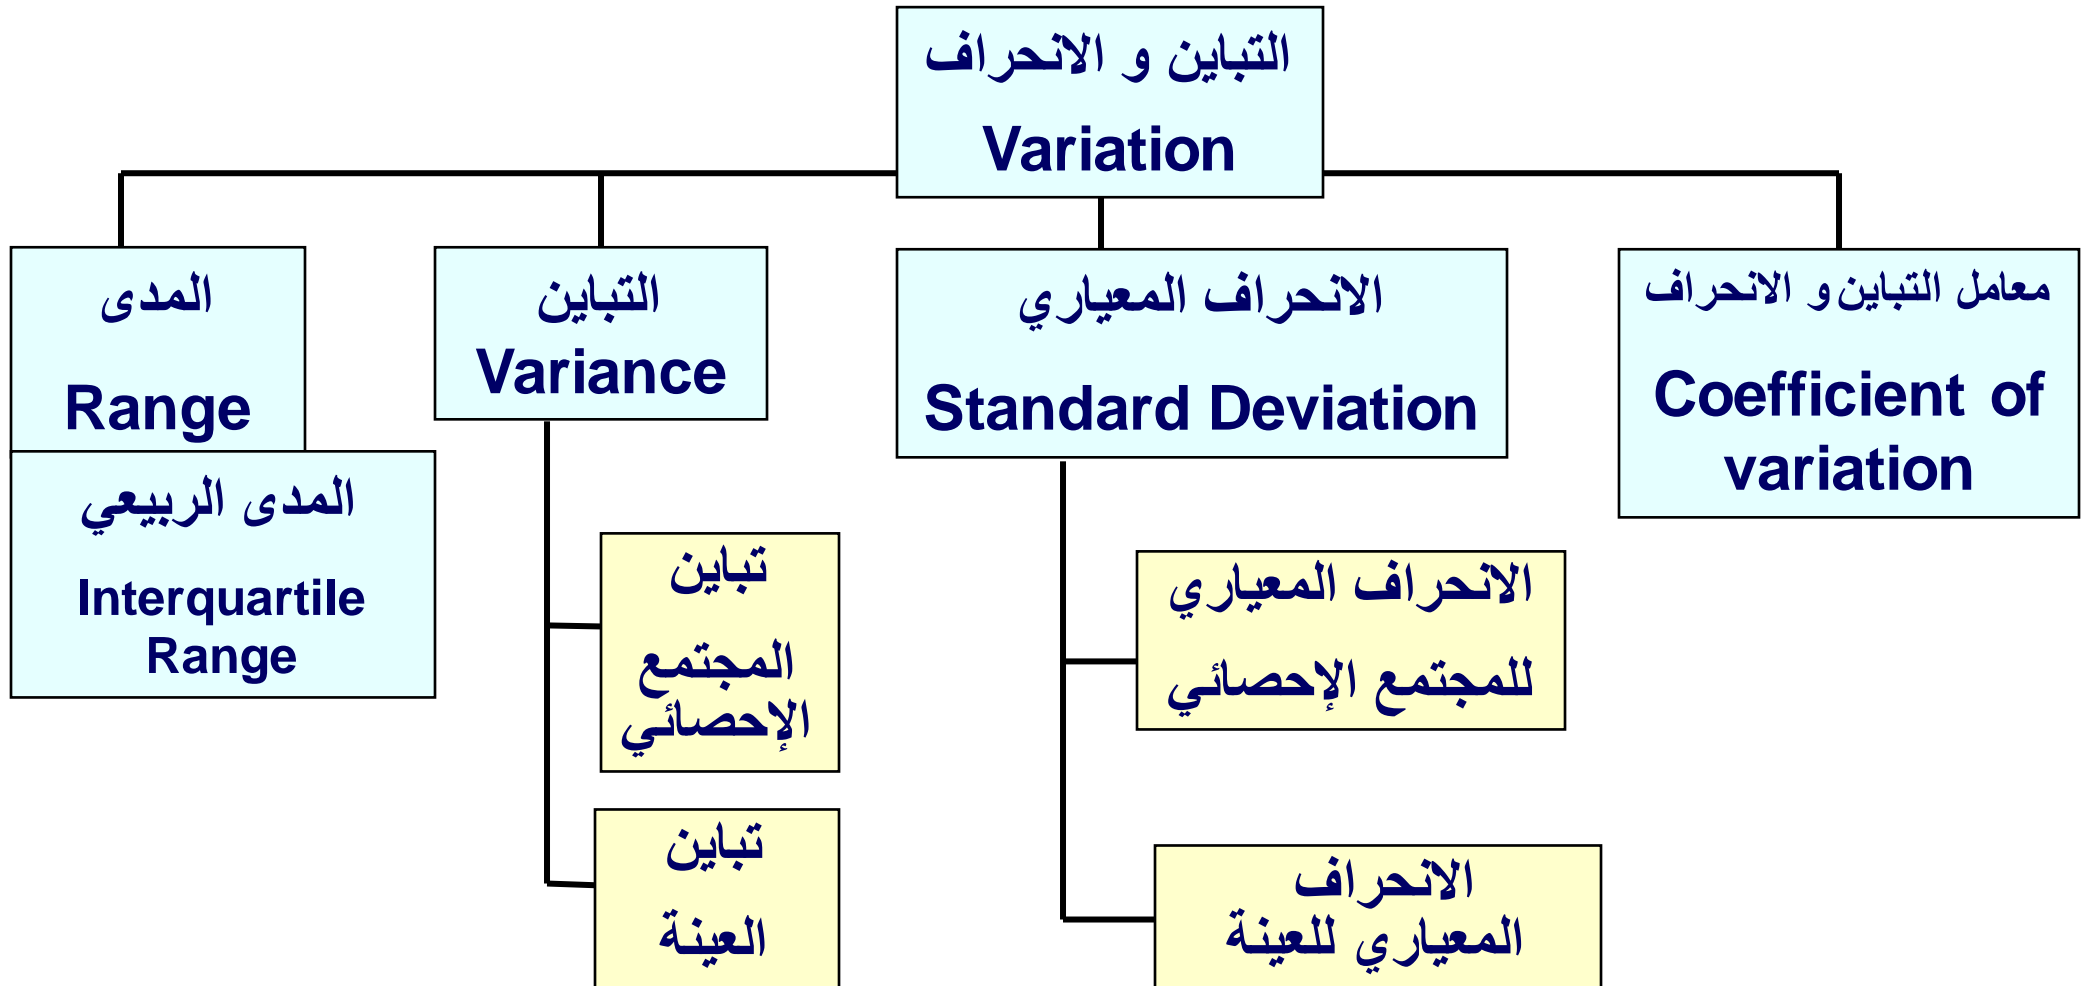 التباين و الانحراف
Variation
المدى
Range
المدى الربيعي
Interquartile
Range
التباين
Variance
تباين
المجتمع
الإحصائي
تباين
العينة
الانحراف المعياري
Standard Deviation
الانحراف المعياري
للمجتمع الإحصائي
الانحراف
المعياري للعينة
معامل التباين و الانحراف
Coefficient of
variation